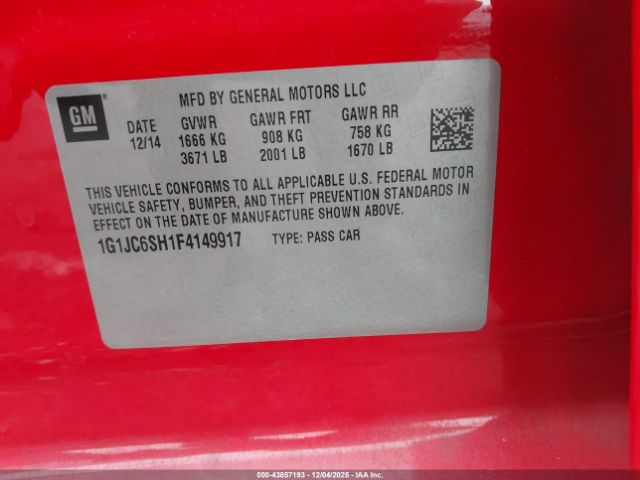 MFD BY GENERAL MOTORS LLC
GM
DATE GVWR GAWR FRT GAWR RR
12/14 1666 KG 908 KG 758 KG
3671 LB 2001 LB 1670 LB
THIS VEHICLE CONFORMS TO ALL APPLICABLE U.S. FEDERAL MOTOR
VEHICLE SAFETY, BUMPER, AND THEFT PREVENTION STANDARDS IN
EFFECT ON THE DATE OF MANUFACTURE SHOWN ABOVE.
1G1JC6SH1F4149917 TYPE: PASS CAR
000-43857193 - 12/04/2025 - IAA Inc.